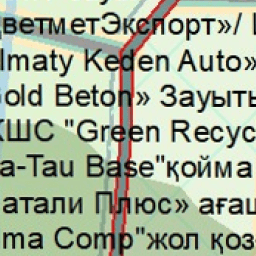 цветметЭкспорт»/
lmaty Keden Auto»
Gold Beton» Зауыты
КШС "Green Recyc
a-Tau Base"қойма
атали Плюс» ағаш
ma Comp"жол қоз